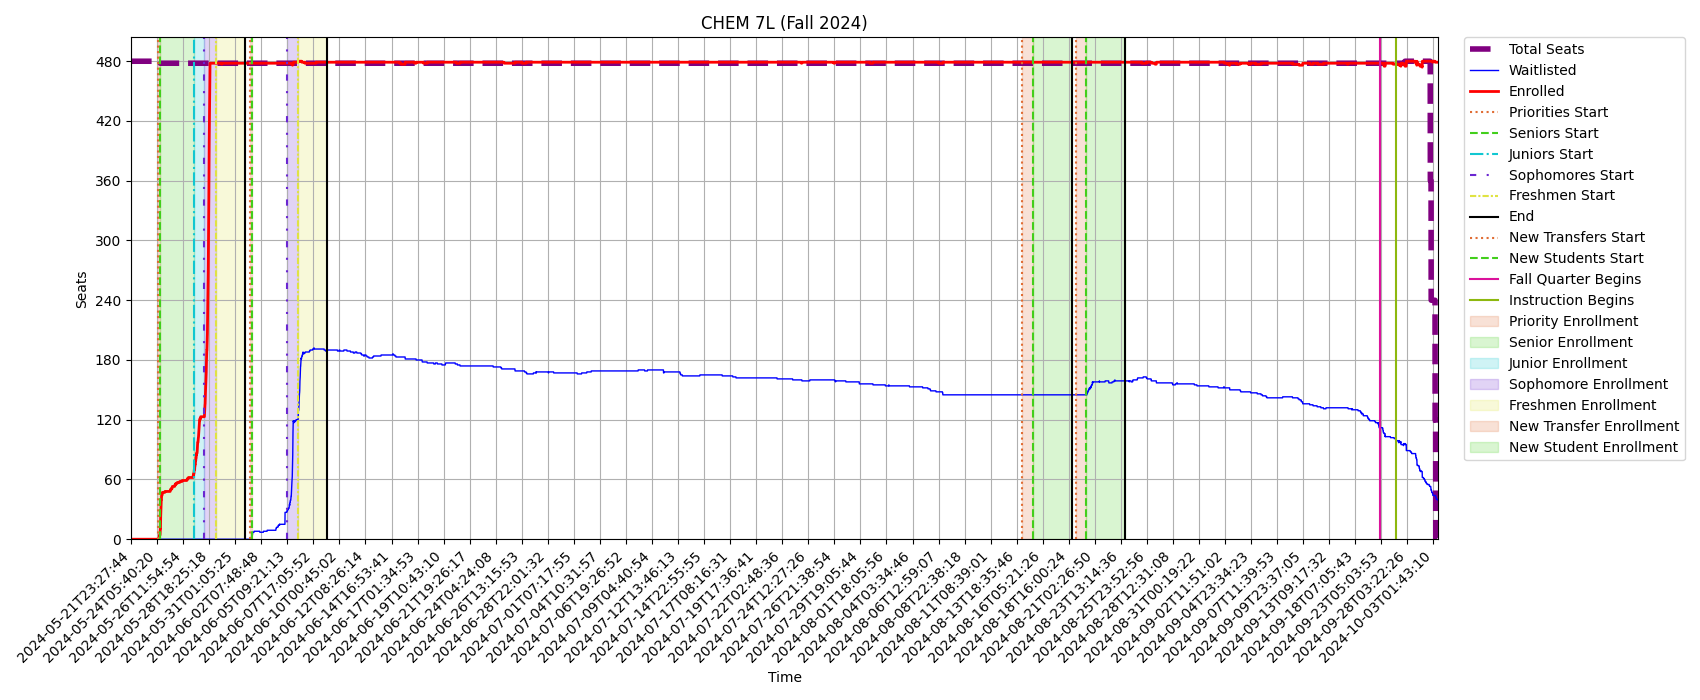 CHEM 7L (Fall 2024)
Seats
480
420
360
300
240
180
120
60
0
2024-05-21T23:27:44
2024-05-24T05:40:20
2024-05-26T11:54:54
2024-05-28T18:25:18
2024-05-31T01:05:25
2024-06-02T07:48:48
2024-06-05T09:21:13
2024-06-07T17:05:52
2024-06-10T00:45:02
2024-06-12T08:26:14
2024-06-14T16:53:41
2024-06-17T01:34:53
2024-06-19T10:43:10
2024-06-21T19:26:17
2024-06-24T04:24:08
2024-06-26T13:15:53
2024-06-28T22:01:32
2024-07-01T07:17:55
2024-07-04T10:31:57
2024-07-06T19:26:52
2024-07-09T04:40:54
2024-07-12T13:46:13
2024-07-14T22:55:55
2024-07-17T08:16:31
2024-07-19T17:36:41
2024-07-22T02:48:36
2024-07-24T12:27:26
2024-07-26T21:38:54
2024-07-29T19:05:44
2024-08-01T18:05:56
2024-08-04T03:34:46
2024-08-06T12:59:07
2024-08-08T22:38:18
2024-08-11T08:39:01
2024-08-13T18:35:46
2024-08-16T05:21:26
2024-08-18T16:00:24
2024-08-21T02:26:50
2024-08-23T13:14:36
2024-08-25T23:52:56
2024-08-28T12:31:08
2024-08-31T00:19:22
2024-09-02T11:51:02
2024-09-04T23:34:23
2024-09-07T11:39:53
2024-09-09T23:37:05
2024-09-13T09:17:32
2024-09-18T07:05:43
2024-09-23T05:03:53
2024-09-28T03:22:26
2024-10-03T01:43:10
Time
Total Seats
Waitlisted
Enrolled
Priorities Start
Seniors Start
Juniors Start
Sophomores Start
Freshmen Start
End
New Transfers Start
New Students Start
Fall Quarter Begins
Instruction Begins
Priority Enrollment
Senior Enrollment
Junior Enrollment
Sophomore Enrollment
Freshmen Enrollment
New Transfer Enrollment
New Student Enrollment